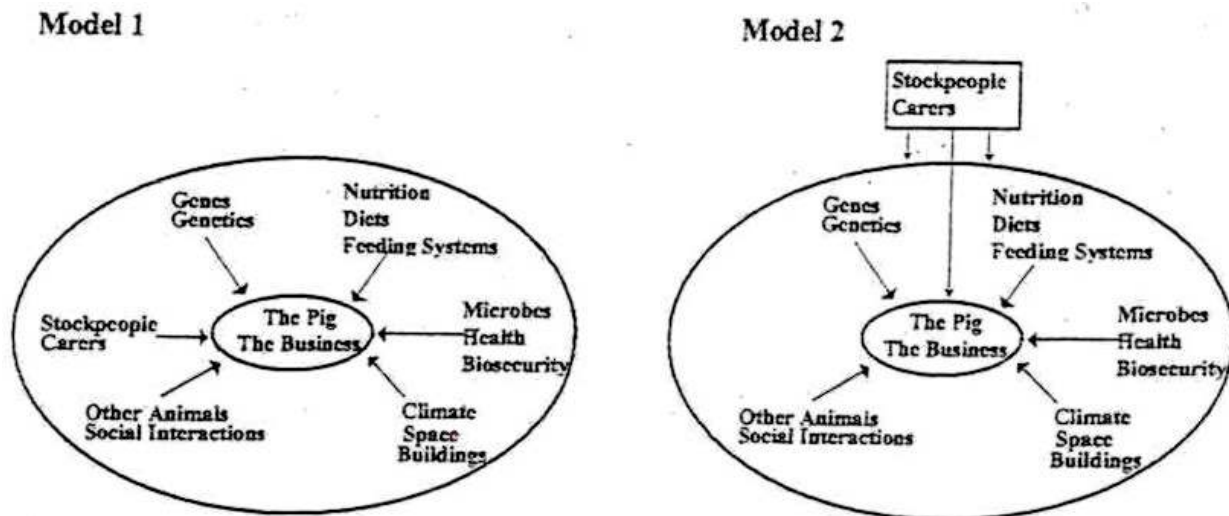 Model 1
Genes
Genetics
Nutrition
Diets
Feeding Systems
Stockpeople
Carers
The Pig
The Business
Microbes
Health
Biosecurity
Other Animals
Social Interactions
Climate
Space
Buildings
Model 2
Stockpeople
Carers
Genes
Genetics
Nutrition
Diets
Feeding Systems
The Pig
The Business
Microbes
Health
Biosecurity
Other Animals
Social Interactions
Climate
Space
Buildings